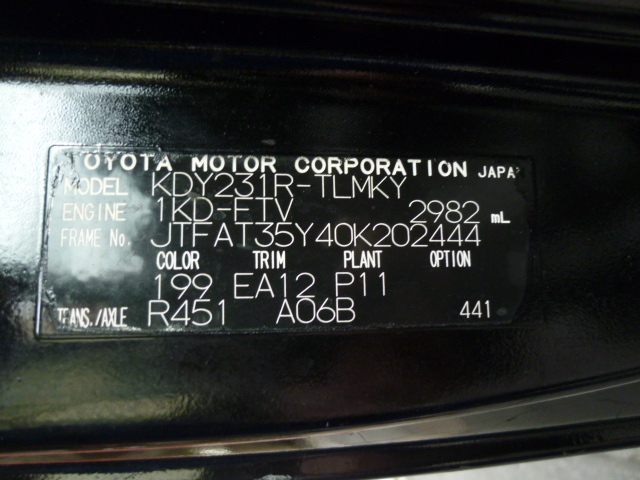 TOYOTA MOTOR CORPORATION JAPAN
MODEL KDY231R-TLMKY
ENGINE 1KD-FTV 2982 mL
FRAME No. JTFAT35Y40K202444
COLOR TRIM PLANT OPTION
199 EA12 P11
TRANS./AXLE R451 A06B 441